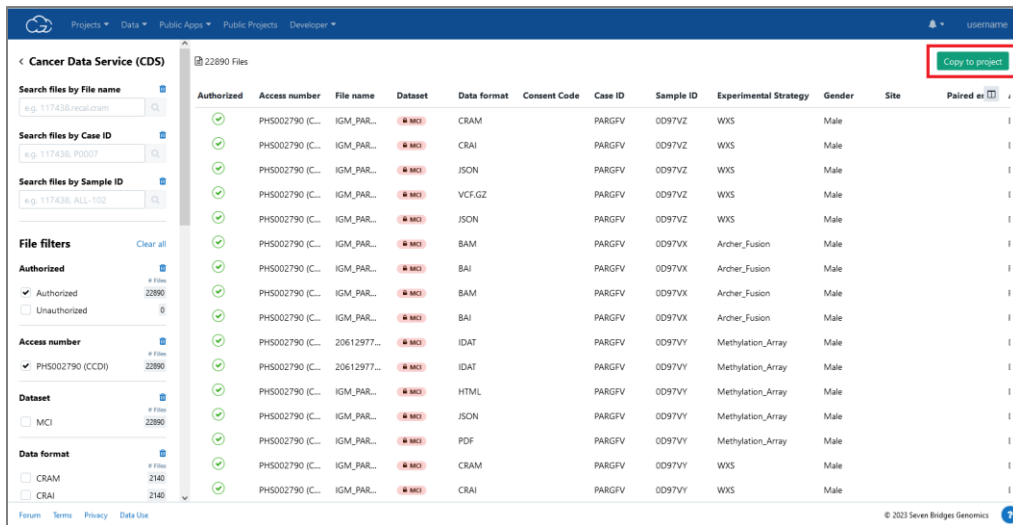 Projects Data Public Apps Public Projects Developer username
< Cancer Data Service (CDS)
22890 Files
Copy to project
Search files by File name
e.g. 117438.recal.cram
Search files by Case ID
e.g. 117438, P0007
Search files by Sample ID
e.g. 117438, ALL-102
File filters Clear all
Authorized
# Files
Authorized 22890
Unauthorized 0
Access number
# Files
PHS002790 (CCDI) 22890
Dataset
# Files
MCI 22890
Data format
# Files
CRAM 2140
CRAI 2140
Authorized Access number File name Dataset Data format Consent Code Case ID Sample ID Experimental Strategy Gender Site Paired
PHS002790 (C... IGM_PAR... MCI CRAM PARGFV 0D97VZ WXS Male
PHS002790 (C... IGM_PAR... MCI CRAI PARGFV 0D97VZ WXS Male
PHS002790 (C... IGM_PAR... MCI JSON PARGFV 0D97VZ WXS Male
PHS002790 (C... IGM_PAR... MCI VCF.GZ PARGFV 0D97VZ WXS Male
PHS002790 (C... IGM_PAR... MCI JSON PARGFV 0D97VZ WXS Male
PHS002790 (C... IGM_PAR... MCI BAM PARGFV 0D97VX Archer_Fusion Male
PHS002790 (C... IGM_PAR... MCI BAI PARGFV 0D97VX Archer_Fusion Male
PHS002790 (C... IGM_PAR... MCI BAM PARGFV 0D97VX Archer_Fusion Male
PHS002790 (C... IGM_PAR... MCI BAI PARGFV 0D97VX Archer_Fusion Male
PHS002790 (C... 20612977... MCI IDAT PARGFV 0D97VY Methylation_Array Male
PHS002790 (C... 20612977... MCI IDAT PARGFV 0D97VY Methylation_Array Male
PHS002790 (C... IGM_PAR... MCI HTML PARGFV 0D97VY Methylation_Array Male
PHS002790 (C... IGM_PAR... MCI JSON PARGFV 0D97VY Methylation_Array Male
PHS002790 (C... IGM_PAR... MCI PDF PARGFV 0D97VY Methylation_Array Male
PHS002790 (C... IGM_PAR... MCI CRAM PARGFV 0D97VY WXS Male
PHS002790 (C... IGM_PAR... MCI CRAI PARGFV 0D97VY WXS Male
Forum Terms Privacy Data Use © 2023 Seven Bridges Genomics ?